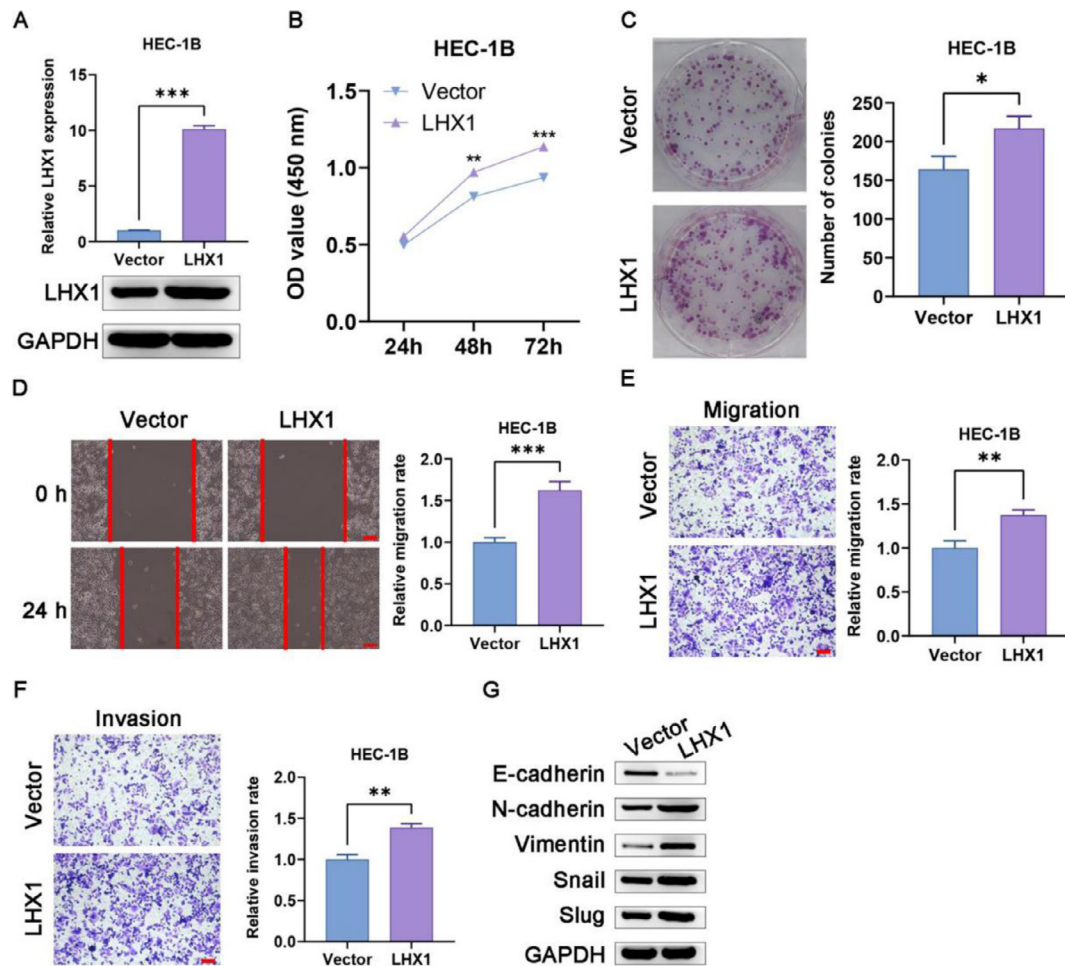 A
HEC-1B
Relative LHX1 expression
15
10
5
0
***
Vector
LHX1
LHX1
GAPDH
B
HEC-1B
OD value (450 nm)
1.5
1.0
0.5
0.0
Vector
LHX1
**
***
24h
48h
72h
C
Vector
LHX1
HEC-1B
Number of colonies
250
200
150
100
50
0
*
Vector
LHX1
D
Vector
LHX1
0 h
24 h
HEC-1B
Relative migration rate
2.0
1.5
1.0
0.5
0.0
***
Vector
LHX1
E
Migration
Vector
LHX1
HEC-1B
Relative migration rate
2.0
1.5
1.0
0.5
0.0
**
Vector
LHX1
F
Invasion
Vector
LHX1
HEC-1B
Relative invasion rate
2.0
1.5
1.0
0.5
0.0
**
Vector
LHX1
G
Vector
LHX1
E-cadherin
N-cadherin
Vimentin
Snail
Slug
GAPDH